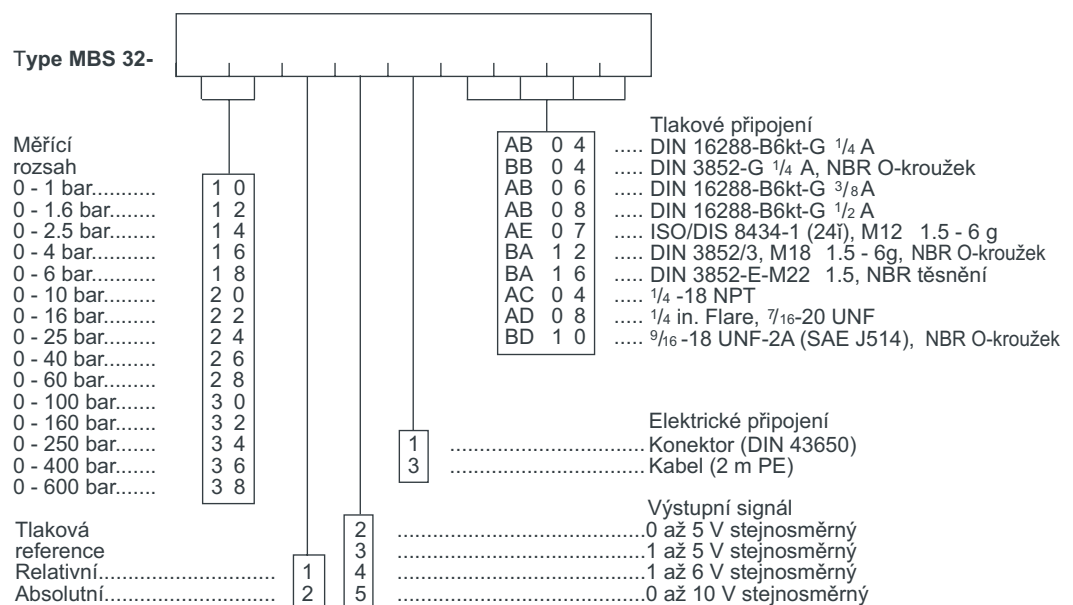 Type MBS 32-
Měřící
rozsah
0 - 1 bar........... 1 0
0 - 1.6 bar......... 1 2
0 - 2.5 bar......... 1 4
0 - 4 bar............ 1 6
0 - 6 bar............ 1 8
0 - 10 bar.......... 2 0
0 - 16 bar.......... 2 2
0 - 25 bar.......... 2 4
0 - 40 bar.......... 2 6
0 - 60 bar.......... 2 8
0 - 100 bar........ 3 0
0 - 160 bar........ 3 2
0 - 250 bar....... 3 4
0 - 400 bar....... 3 6
0 - 600 bar....... 3 8
Tlakové připojení
AB 0 4 ..... DIN 16288-B6kt-G 1/4 A
BB 0 4 ..... DIN 3852-G 1/4 A, NBR O-kroužek
AB 0 6 ..... DIN 16288-B6kt-G 3/8 A
AB 0 8 ..... DIN 16288-B6kt-G 1/2 A
AE 0 7 ..... ISO/DIS 8434-1 (24ï), M12 1.5 - 6 g
BA 1 2 ..... DIN 3852/3, M18 1.5 - 6g, NBR O-kroužek
BA 1 6 ..... DIN 3852-E-M22 1.5, NBR těsnění
AC 0 4 ..... 1/4 -18 NPT
AD 0 8 ..... 1/4 in. Flare, 7/16-20 UNF
BD 1 0 ..... 9/16 -18 UNF-2A (SAE J514), NBR O-kroužek
Elektrické připojení
1 .................................. Konektor (DIN 43650)
3 .................................. Kabel (2 m PE)
Výstupní signál
2 ..........................................0 až 5 V stejnosměrný
3 ..........................................1 až 5 V stejnosměrný
4 ..........................................1 až 6 V stejnosměrný
5 ..........................................0 až 10 V stejnosměrný
Tlaková
reference
Relativní............................. 1
Absolutní............................ 2